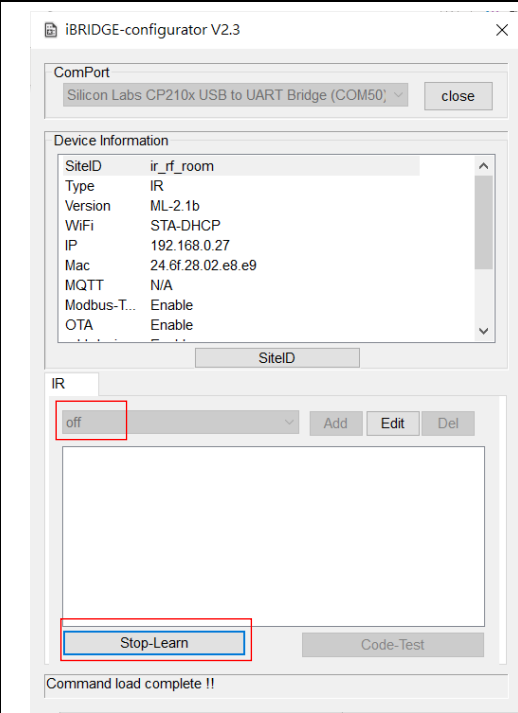 iBRIDGE-configurator V2.3
ComPort
Silicon Labs CP210x USB to UART Bridge (COM50) close
Device Information
SiteID ir_rf_room
Type IR
Version ML-2.1b
WiFi STA-DHCP
IP 192.168.0.27
Mac 24.6f.28.02.e8.e9
MQTT N/A
Modbus-T... Enable
OTA Enable
SiteID
IR
off Add Edit Del
Stop-Learn Code-Test
Command load complete !!